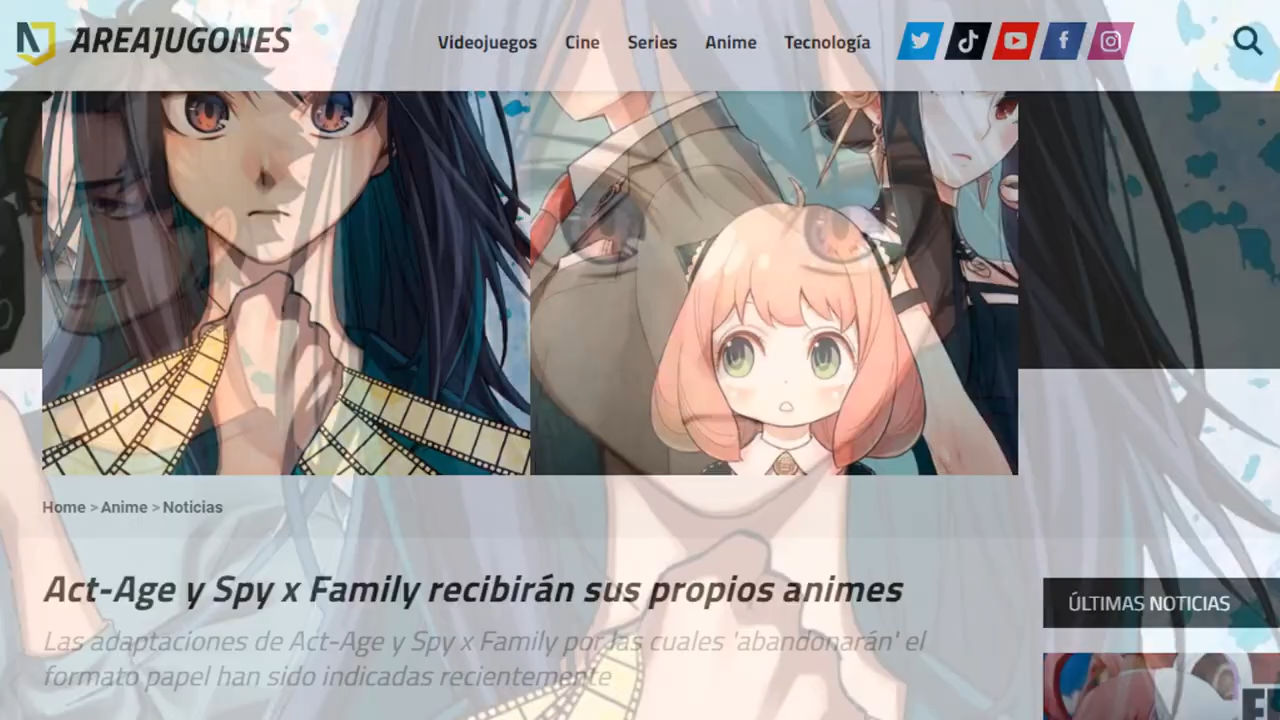 AREAJUGONES
Videojuegos Cine Series Anime Tecnología
Home > Anime > Noticias
Act-Age y Spy x Family recibirán sus propios animes
Las adaptaciones de Act-Age y Spy x Family por las cuales 'abandonarán' el
formato papel han sido indicadas recientemente
ÚLTIMAS NOTICIAS